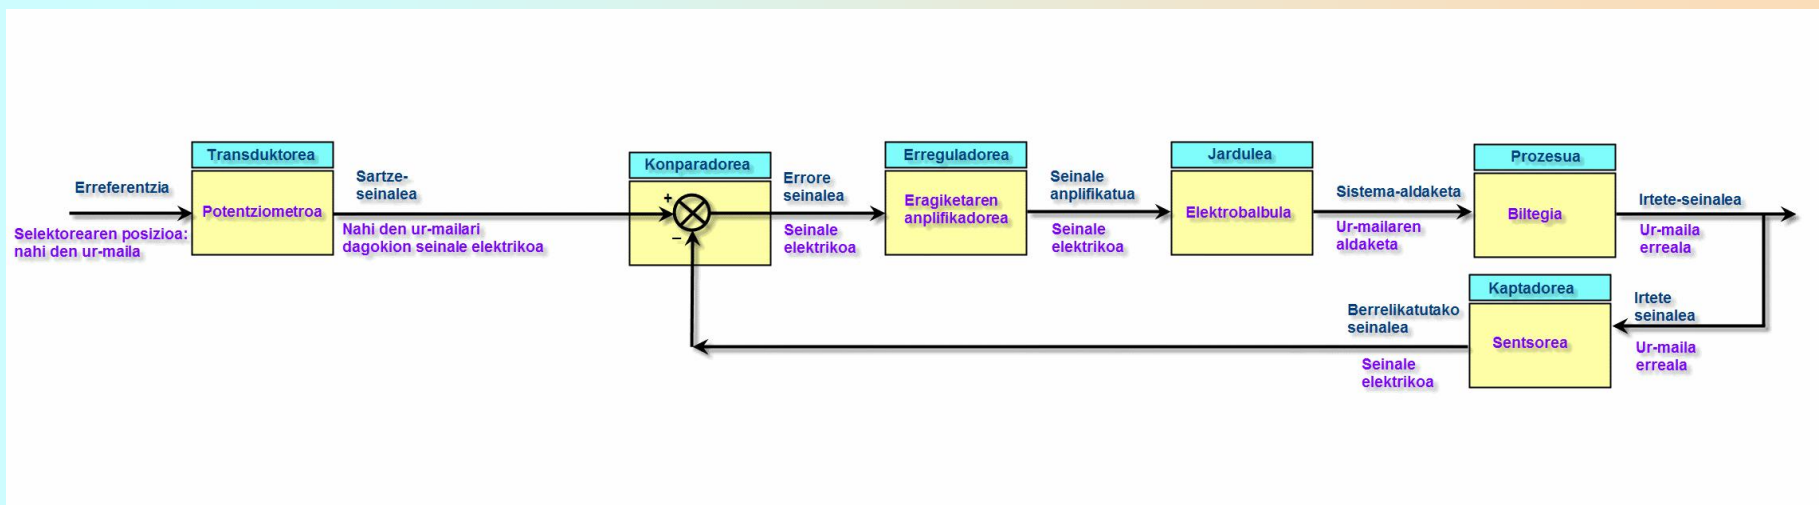 Transduktorea
Konparadorea
Erreguladorea
Jardulea
Prozesua
Erreferentzia
Selektorearen posizioa:
nahi den ur-maila
Potentziometroa
Sartze-
seinalea
Nahi den ur-mailari
dagokion seinale elektrikoa
+
−
Errore
seinalea
Seinale
elektrikoa
Eragiketaren
anplifikadorea
Seinale
anplifikatua
Seinale
elektrikoa
Elektrobalbula
Sistema-aldaketa
Ur-mailaren
aldaketa
Biltegia
Irtete-seinalea
Ur-maila
erreala
Kaptadorea
Sentsorea
Irtete
seinalea
Ur-maila
erreala
Berrelikatutako
seinalea
Seinale
elektrikoa